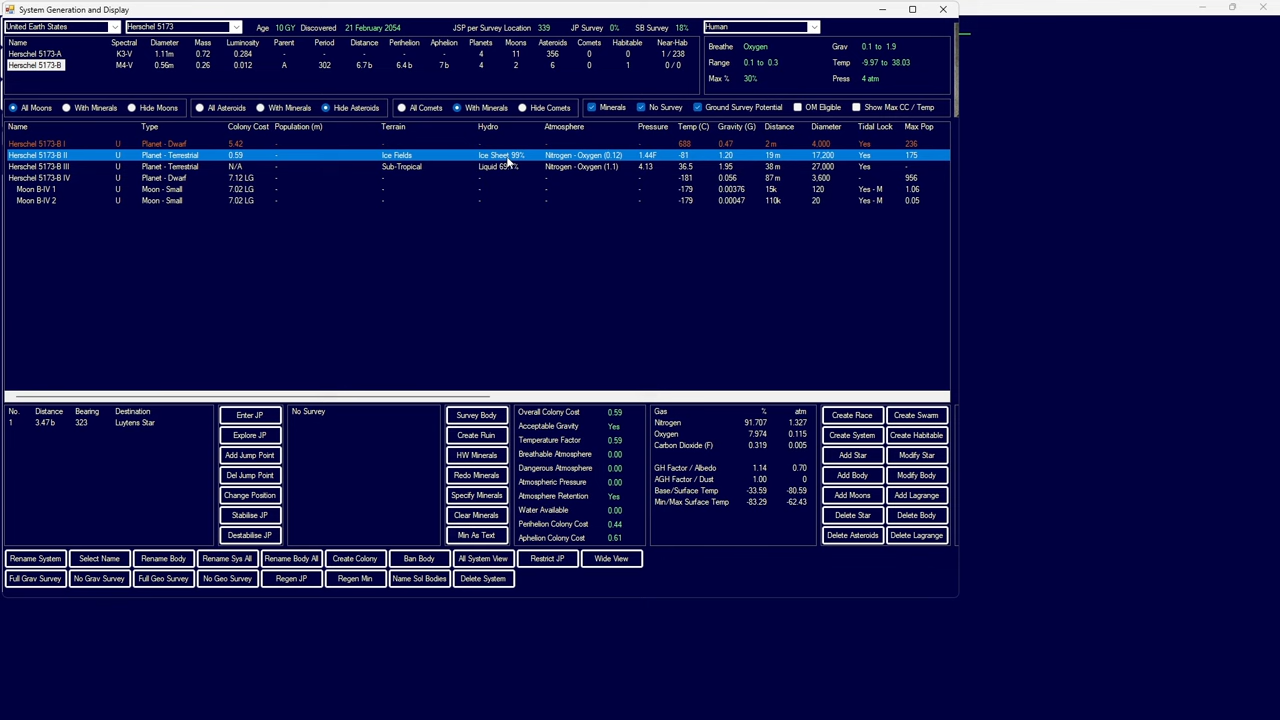 System Generation and Display
United Earth States Herschel 5173 Age 10 GY Discovered 21 February 2054 JSP per Survey Location 339 JP Survey 0% SB Survey 18% Human
Name Spectral Diameter Mass Luminosity Parent Period Distance Perihelion Aphelion Planets Moons Asteroids Comets Habitable Near-Hab
Herschel 5173-A K3-V 1.11m 0.72 0.284 - - - - - 4 11 356 0 0 1 / 238
Herschel 5173-B M4-V 0.56m 0.26 0.012 A 302 6.7 b 6.4 b 7 b 4 2 6 0 1 0 / 0
Breathe Oxygen Grav 0.1 to 1.9
Range 0.1 to 0.3 Temp -9.97 to 38.03
Max % 30% Press 4 atm
All Moons With Minerals Hide Moons All Asteroids With Minerals Hide Asteroids All Comets With Minerals Hide Comets Minerals No Survey Ground Survey Potential OM Eligible Show Max CC / Temp
Name Type Colony Cost Population (m) Terrain Hydro Atmosphere Pressure Temp (C) Gravity (G) Distance Diameter Tidal Lock Max Pop
Herschel 5173-B I U Planet - Dwarf 5.42 - - - - - 688 0.47 2 m 4,000 Yes 236
Herschel 5173-B II U Planet - Terrestrial 0.59 Ice Fields Ice Sheet 99% Nitrogen - Oxygen (0.12) 1.44F -81 1.20 19 m 17,200 Yes 175
Herschel 5173-B III U Planet - Terrestrial N/A Sub-Tropical Liquid Nitrogen - Oxygen (1.1) 4.13 36.5 1.95 38 m 27,000 Yes -
Herschel 5173-B IV U Planet - Dwarf 7.12 LG - - - - - -181 0.056 87 m 3,600 - 956
Moon B-IV 1 U Moon - Small 7.02 LG - - - - - -179 0.00376 15k 120 Yes - M 1.06
Moon B-IV 2 U Moon - Small 7.02 LG - - - - - -179 0.00047 110k 20 Yes - M 0.05
No. Distance Bearing Destination
1 3.47 b 323 Luytens Star
Enter JP
Explore JP
Add Jump Point
Del Jump Point
Change Position
Stabilise JP
Destabilise JP
No Survey
Survey Body
Create Ruin
HW Minerals
Redo Minerals
Specify Minerals
Clear Minerals
Min As Text
Overall Colony Cost 0.59
Acceptable Gravity Yes
Temperature Factor 0.59
Breathable Atmosphere 0.00
Dangerous Atmosphere 0.00
Atmospheric Pressure 0.00
Atmosphere Retention Yes
Water Available 0.00
Perihelion Colony Cost 0.44
Aphelion Colony Cost 0.61
Gas % atm
Nitrogen 91.707 1.327
Oxygen 7.974 0.115
Carbon Dioxide (F) 0.319 0.005
GH Factor / Albedo 1.14 0.70
AGH Factor / Dust 1.00 0
Base/Surface Temp -33.59 -80.59
Min/Max Surface Temp -83.29 -62.43
Create Race Create Swarm
Create System Create Habitable
Add Star Modify Star
Add Body Modify Body
Add Moons Add Lagrange
Delete Star Delete Body
Delete Asteroids Delete Lagrange
Rename System Select Name Rename Body Rename Sys All Rename Body All Create Colony Ban Body All System View Restrict JP Wide View
Full Grav Survey No Grav Survey Full Geo Survey No Geo Survey Regen JP Regen Min Name Sol Bodies Delete System